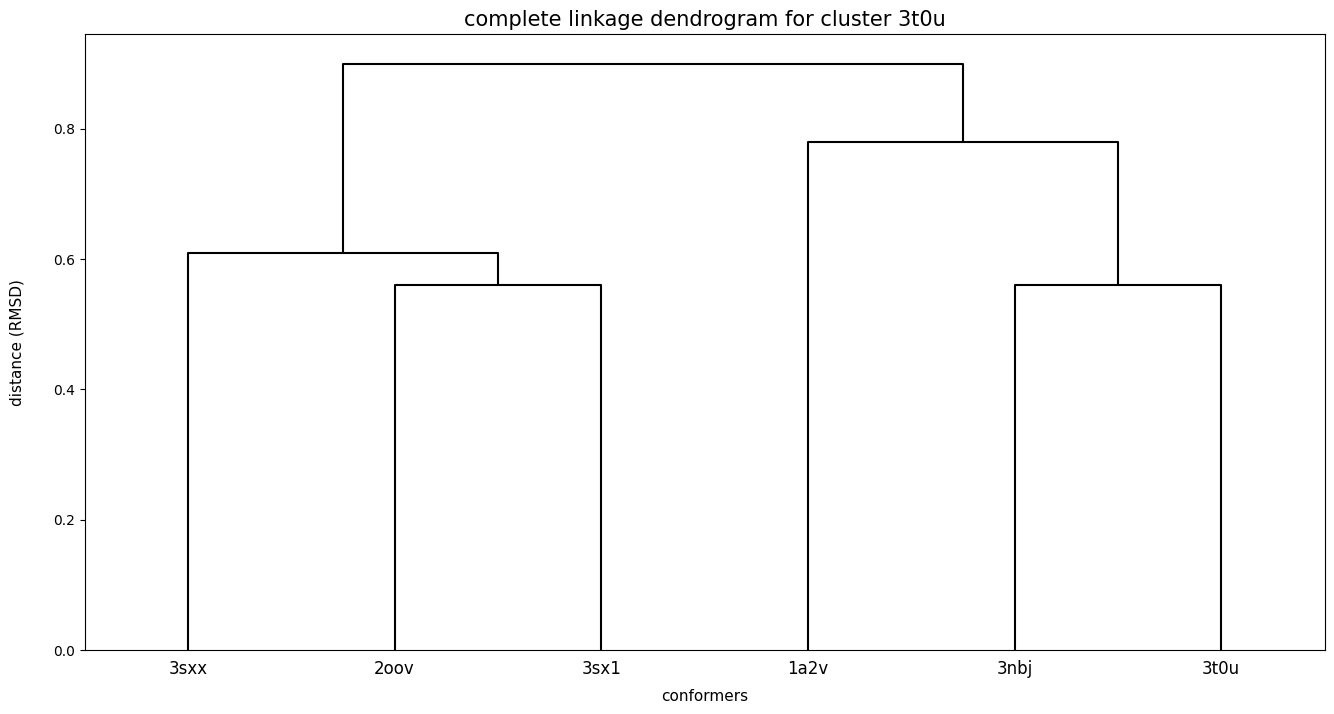 complete linkage dendrogram for cluster 3t0u
0.8
0.6
0.4
0.2
0.0
distance (RMSD)
3sxx 2oov 3sx1 1a2v 3nbj 3t0u
conformers